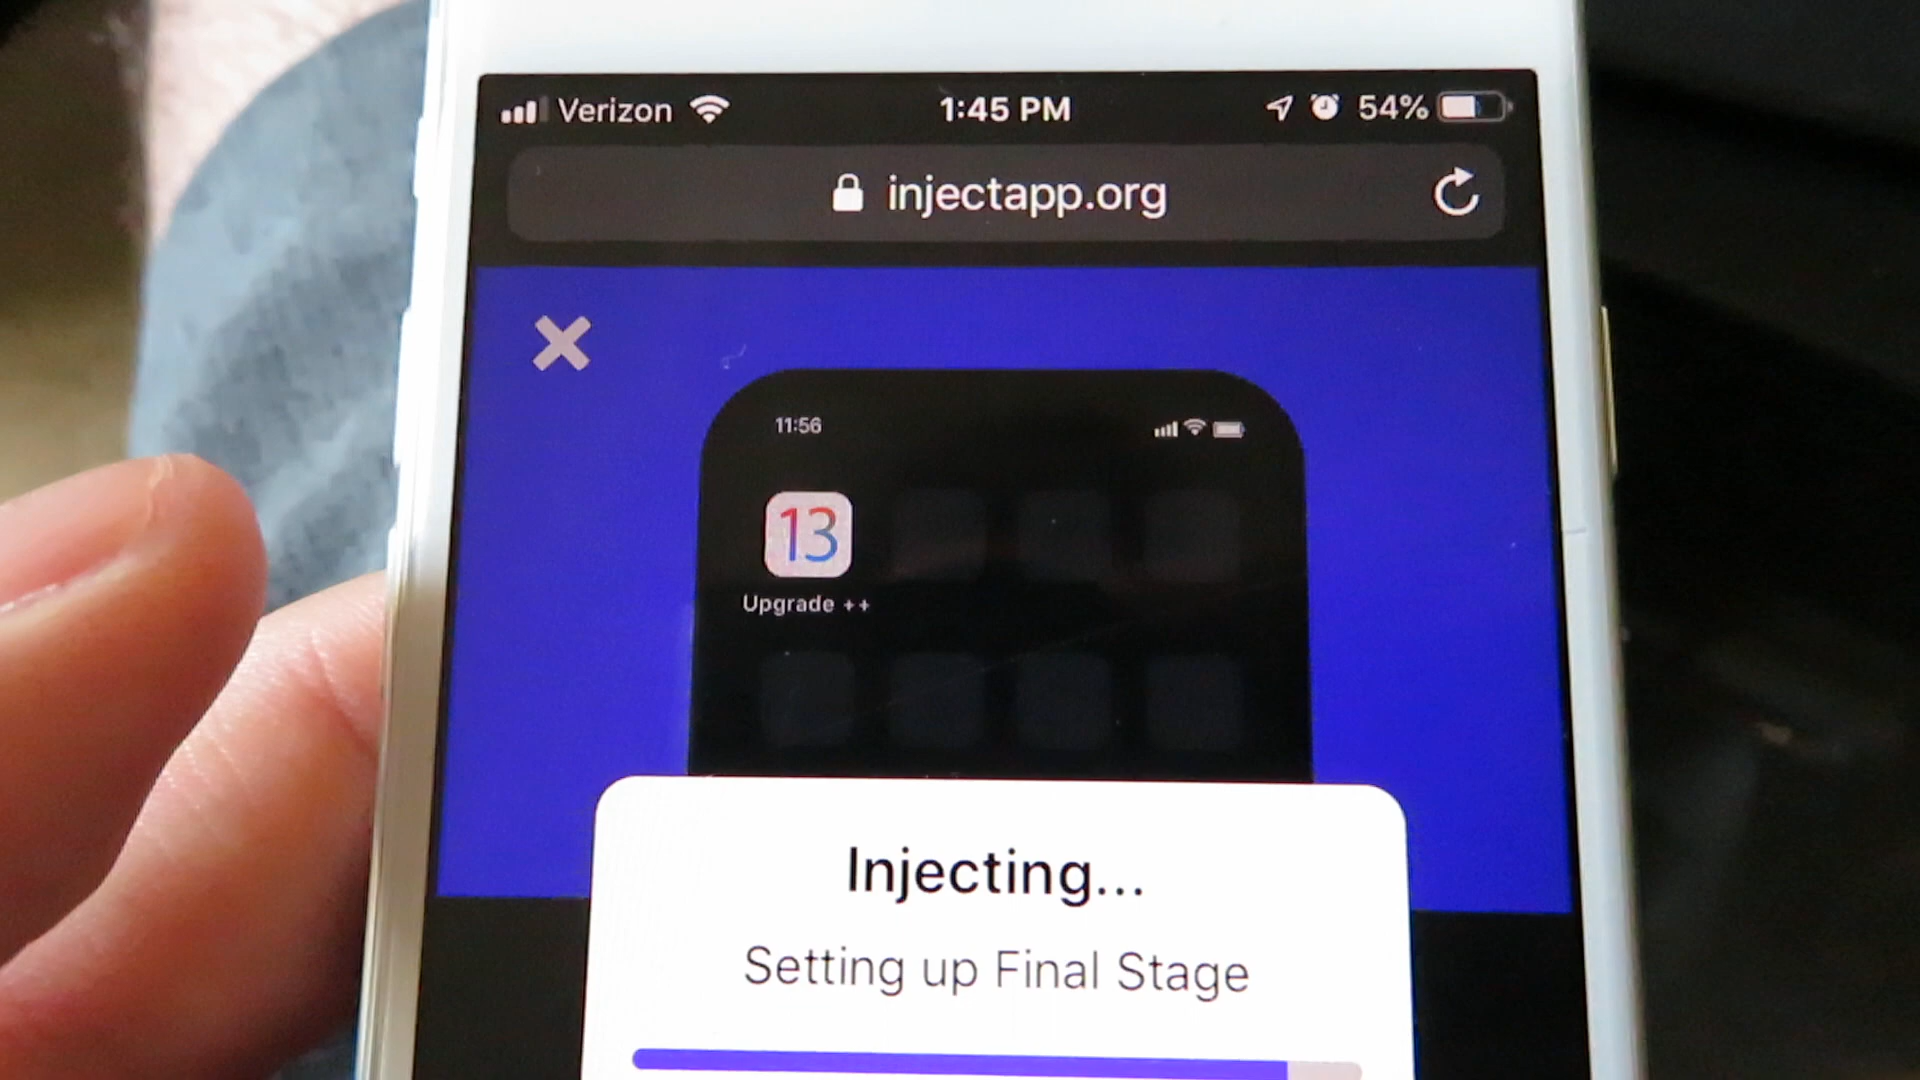 Verizon 1:45 PM 54%
injectapp.org
11:56
13
Upgrade ++
Injecting...
Setting up Final Stage